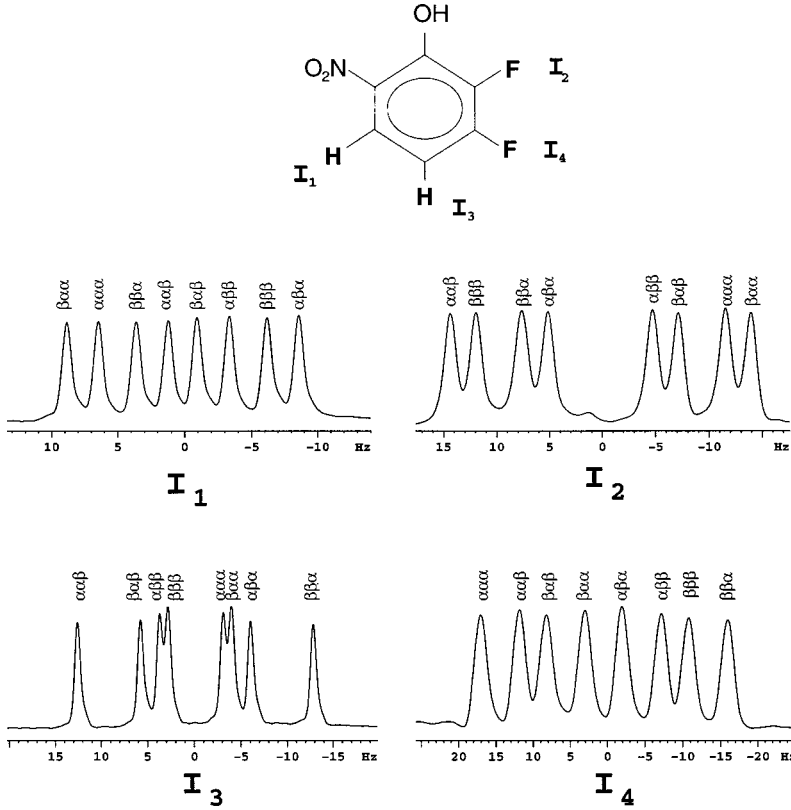 OH
O₂N
F I₂
F I₄
H
I₁
H
I₃
βαα ααα ββα ααβ βαβ αββ βββ αβα
10 5 0 -5 -10 Hz
I₁
ααβ βββ ββα αβα αββ βαβ ααα βαα
15 10 5 0 -5 -10 Hz
I₂
ααβ βαβ αββ βββ ααα βαα αβα ββα
15 10 5 0 -5 -10 -15 Hz
I₃
ααα ααβ βαβ βαα αβα αββ βββ ββα
20 15 10 5 0 -5 -10 -15 -20 Hz
I₄